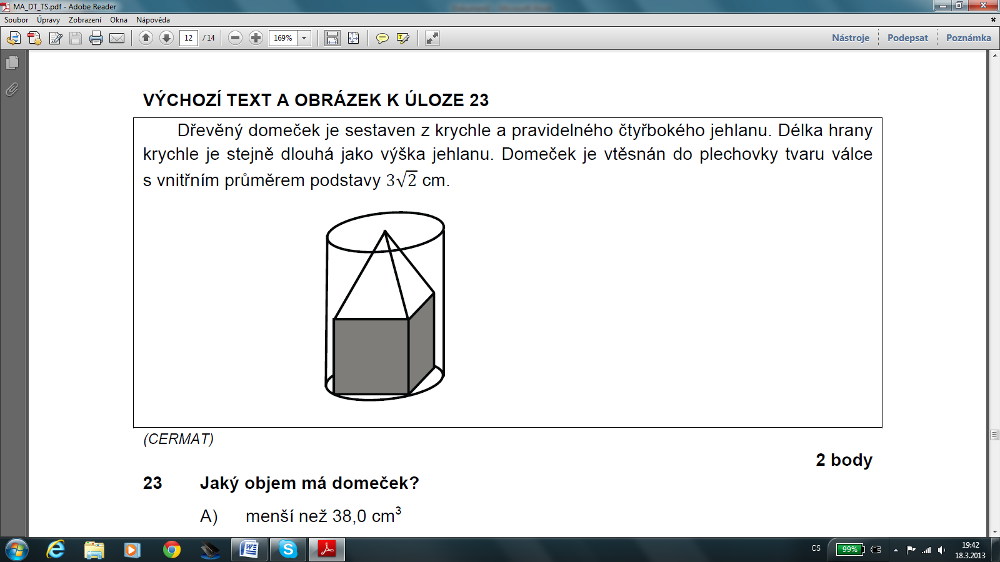 MA_DT_TS.pdf - Adobe Reader
Soubor Úpravy Zobrazení Okna Nápověda
12 / 14 169% Nástroje Podepsat Poznámka
VÝCHOZÍ TEXT A OBRÁZEK K ÚLOZE 23
Dřevěný domeček je sestaven z krychle a pravidelného čtyřbokého jehlanu. Délka hrany
krychle je stejně dlouhá jako výška jehlanu. Domeček je vtěsnán do plechovky tvaru válce
s vnitřním průměrem podstavy 3√2 cm.
(CERMAT)
2 body
23 Jaký objem má domeček?
A) menší než 38,0 cm³
CS 99% 19:42
18.3.2013